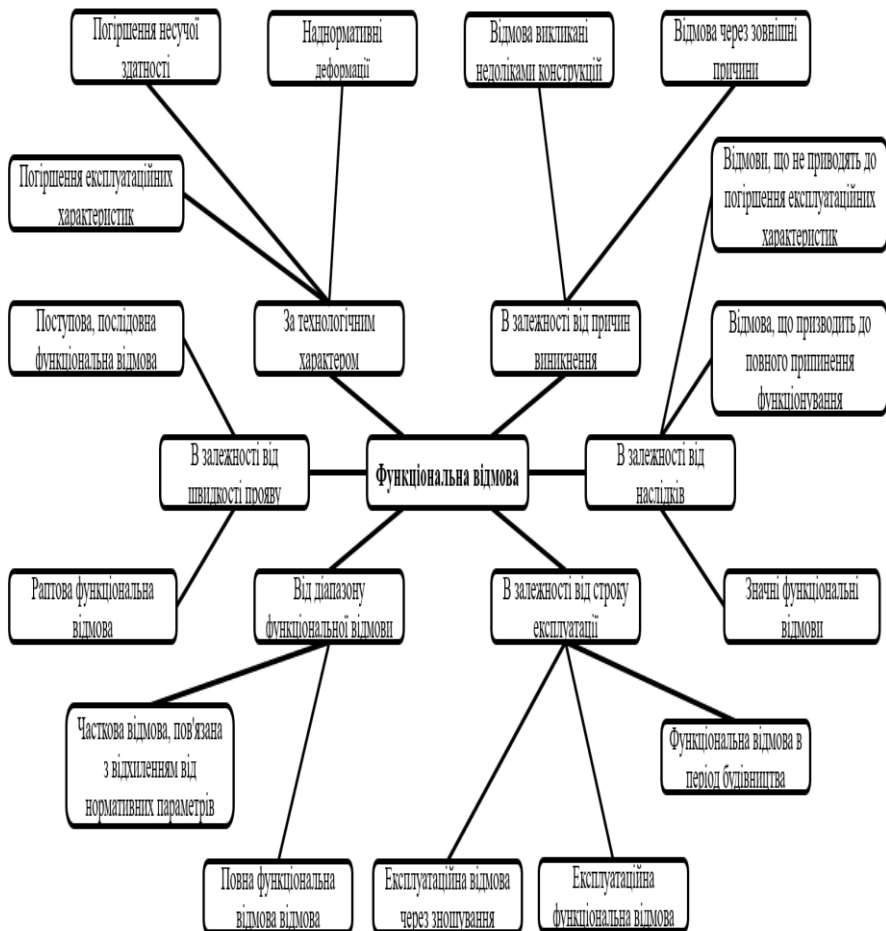 Погіршення несучої
здатності
Наднормативні
деформації
Відмова викликані
недоліками конструкцій
Відмова через зовнішні
причини
Погіршення експлуатаційних
характеристик
Відмови, що не приводять до
погіршення експлуатаційних
характеристик
Поступова, послідовна
функціональна відмова
За технологічним
характером
В залежності від причин
виникнення
Відмова, що призводить до
повного припинення
функціонування
В залежності від
швидкості прояву
Функціональна відмова
В залежності від
наслідків
Раптова функціональна
відмова
Від діапазону
функціональної відмови
В залежності від строку
експлуатації
Значні функціональні
відмови
Часткова відмова, пов'язана
з відхиленням від
нормативних параметрів
Функціональна відмова в
період будівництва
Повна функціональна
відмова відмова
Експлуатаційна відмова
через зношування
Експлуатаційна
функціональна відмова